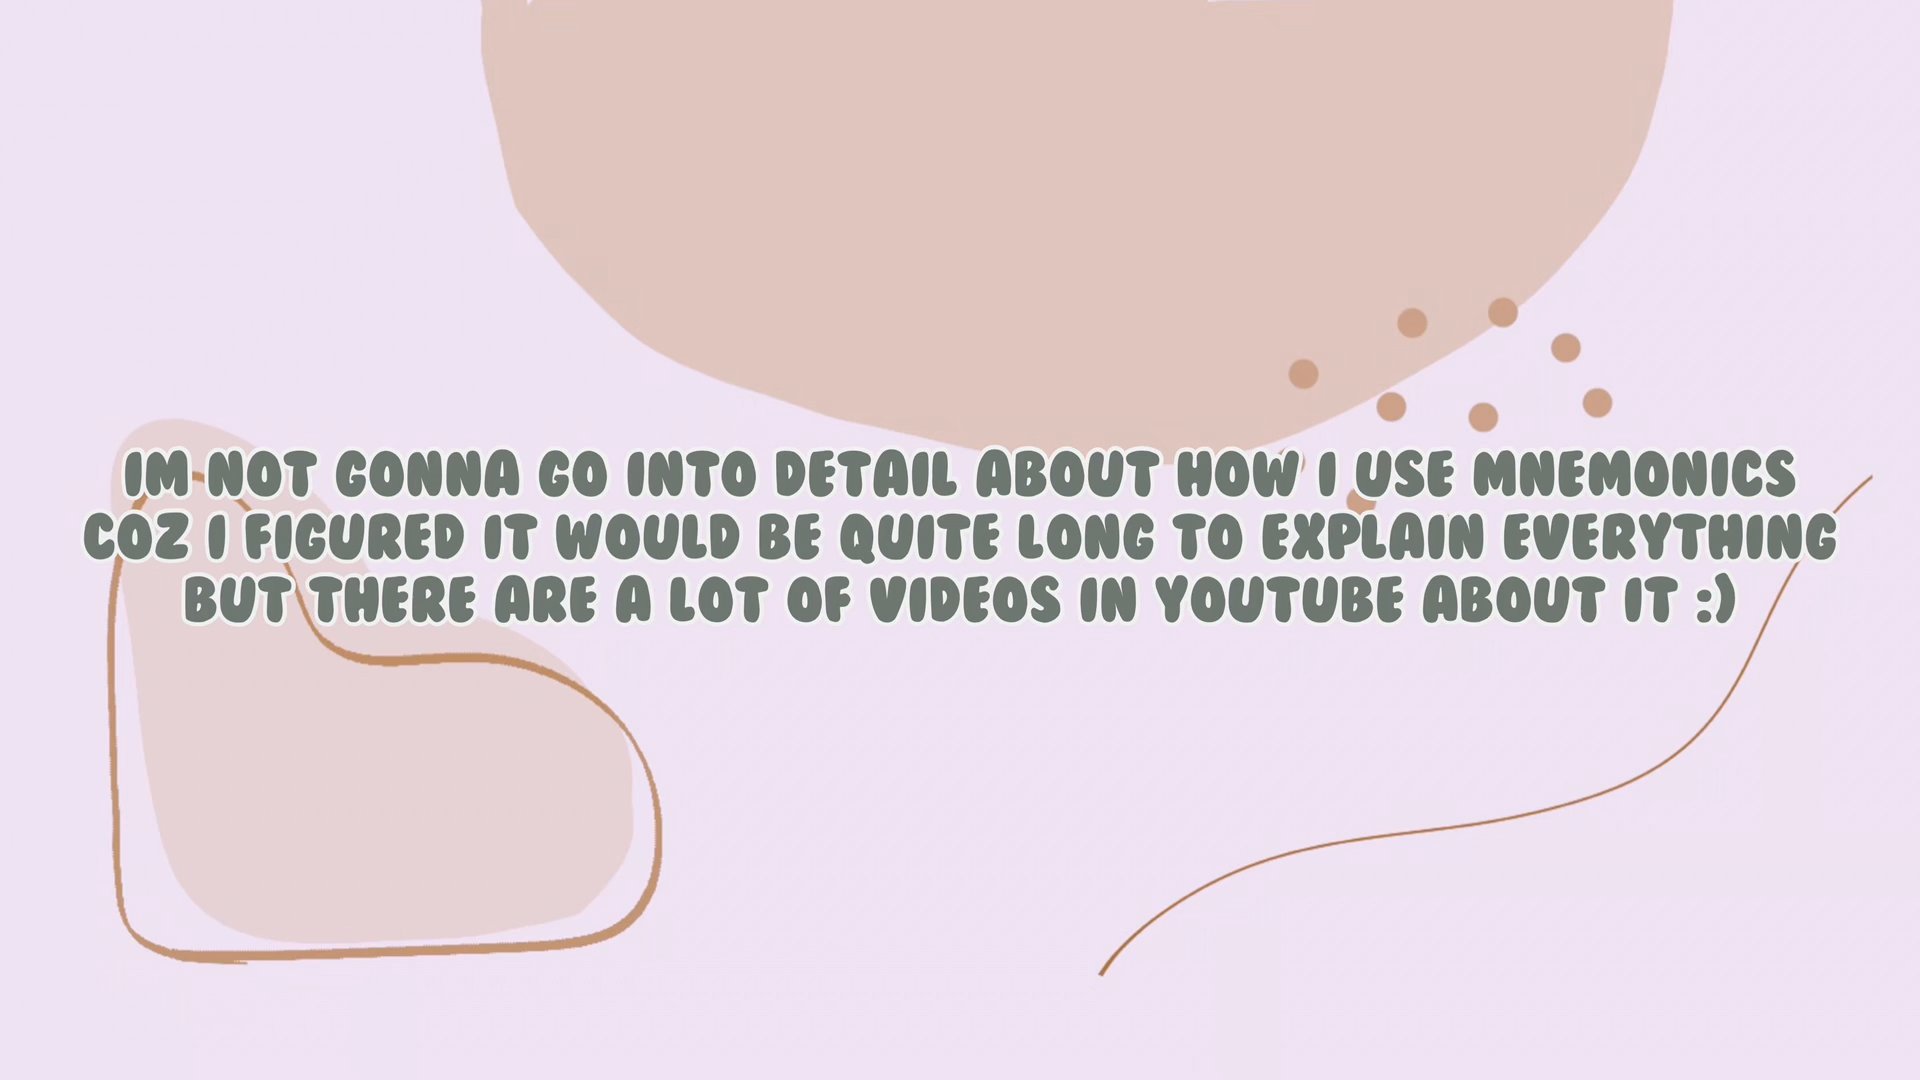 IM NOT GONNA GO INTO DETAIL ABOUT HOW I USE MNEMONICS
COZ I FIGURED IT WOULD BE QUITE LONG TO EXPLAIN EVERYTHING
BUT THERE ARE A LOT OF VIDEOS IN YOUTUBE ABOUT IT :)